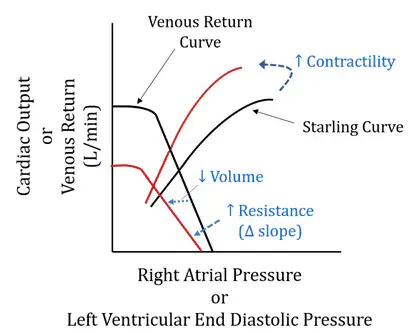 Venous Return
Curve
↑ Contractility
Starling Curve
↓ Volume
↑ Resistance
(Δ slope)
Cardiac Output
or
Venous Return
(L/min)
Right Atrial Pressure
or
Left Ventricular End Diastolic Pressure